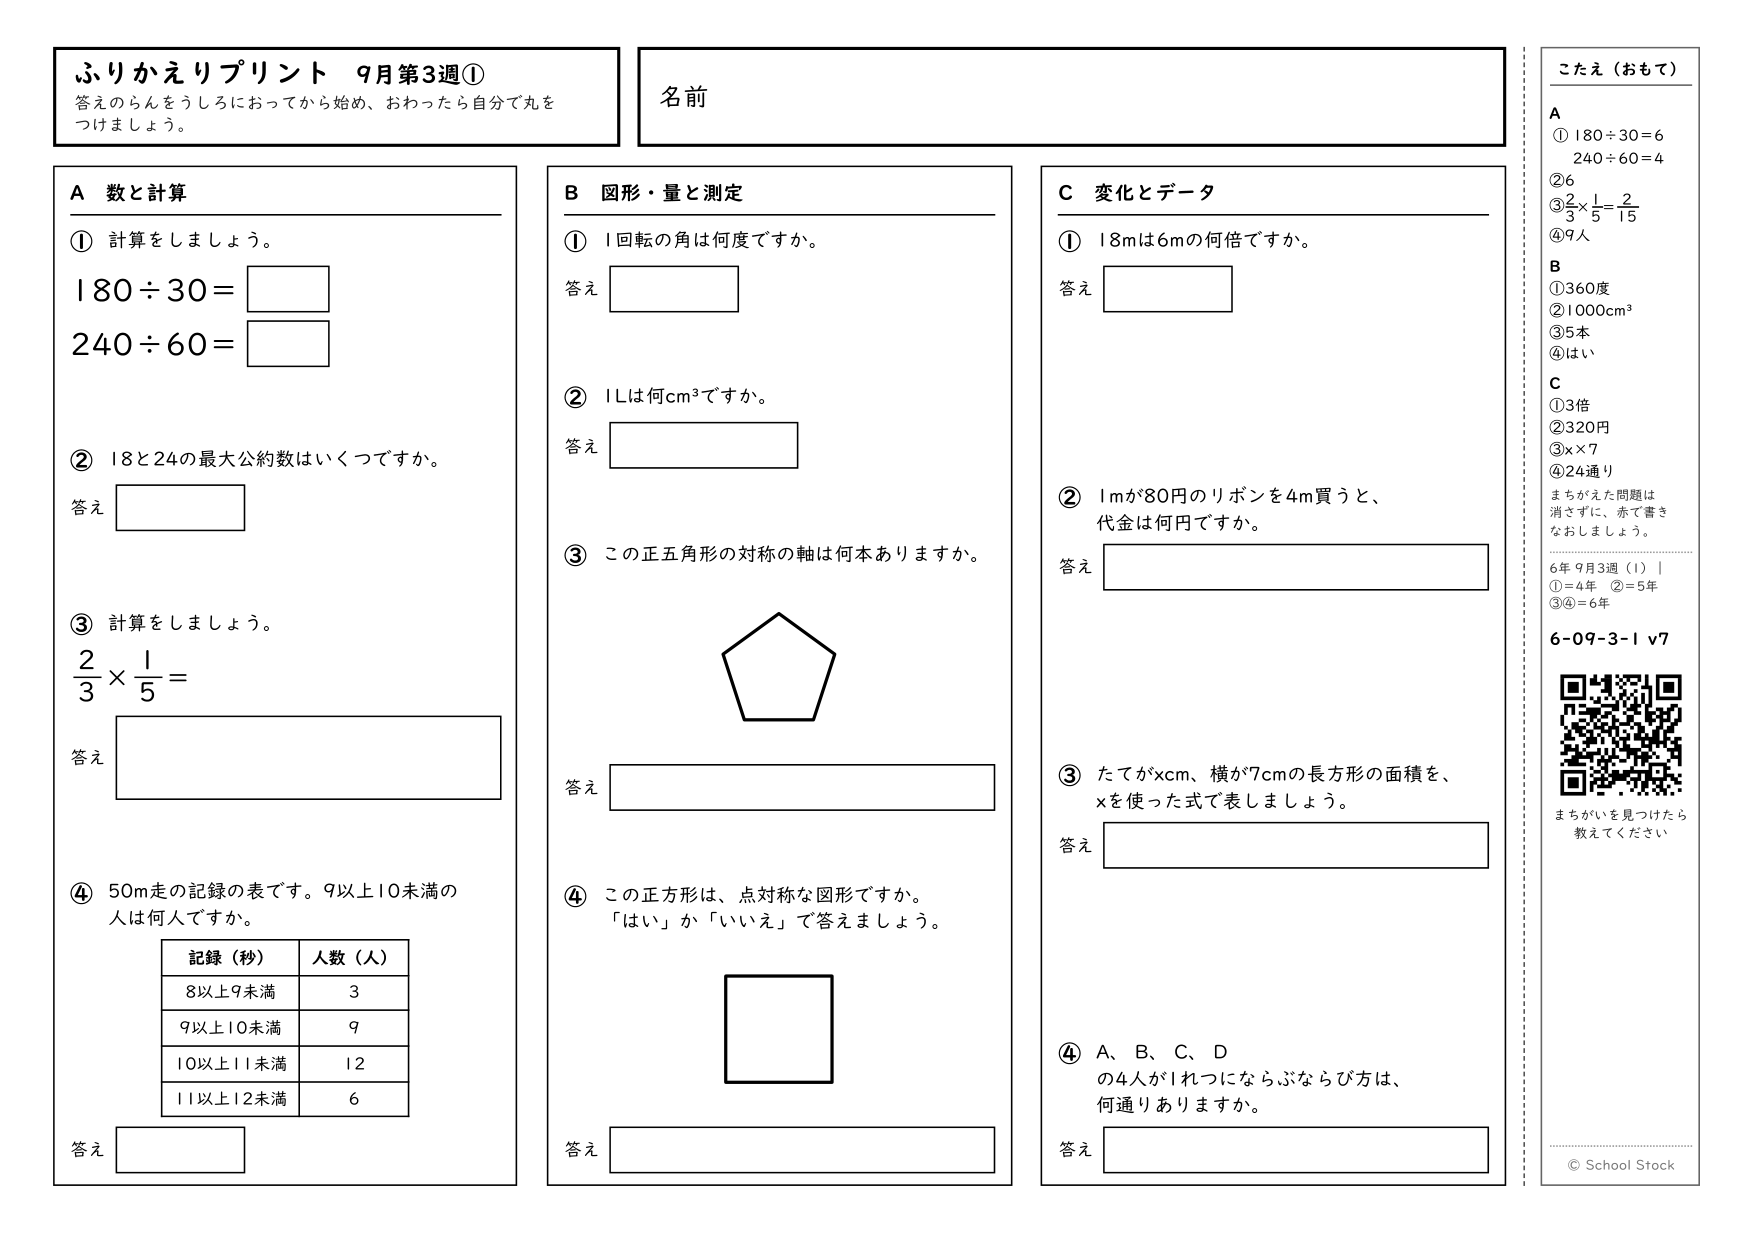 ふりかえりプリント　9月第3週①
答えのらんをうしろにおってから始め、おわったら自分で丸を
つけましょう。
名前
A　数と計算
① 計算をしましょう。
180÷30＝
240÷60＝
② 18と24の最大公約数はいくつですか。
答え
③ 計算をしましょう。
2/3×1/5＝
答え
④ 50m走の記録の表です。9以上10未満の
人は何人ですか。
記録（秒） 人数（人）
8以上9未満 3
9以上10未満 9
10以上11未満 12
11以上12未満 6
答え
B　図形・量と測定
① 1回転の角は何度ですか。
答え
② 1Lは何cm³ですか。
答え
③ この正五角形の対称の軸は何本ありますか。
答え
④ この正方形は、点対称な図形ですか。
「はい」か「いいえ」で答えましょう。
答え
C　変化とデータ
① 18mは6mの何倍ですか。
答え
② 1mが80円のリボンを4m買うと、
代金は何円ですか。
答え
③ たてがxcm、横が7cmの長方形の面積を、
xを使った式で表しましょう。
答え
④ A、 B、 C、 D
の4人が1れつにならぶならび方は、
何通りありますか。
答え
こたえ（おもて）
A
① 180÷30＝6
240÷60＝4
②6
③2/3×1/5＝2/15
④9人
B
①360度
②1000cm³
③5本
④はい
C
①3倍
②320円
③x×7
④24通り
まちがえた問題は
消さずに、赤で書き
なおしましょう。
6年 9月3週（1）｜
①＝4年　②＝5年
③④＝6年
6-09-3-1 v7
まちがいを見つけたら
教えてください
© School Stock